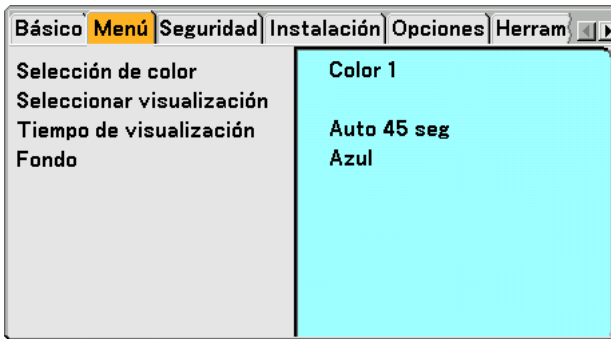 Básico Menú Seguridad Instalación Opciones Herram
Selección de color Color 1
Seleccionar visualización
Tiempo de visualización Auto 45 seg
Fondo Azul